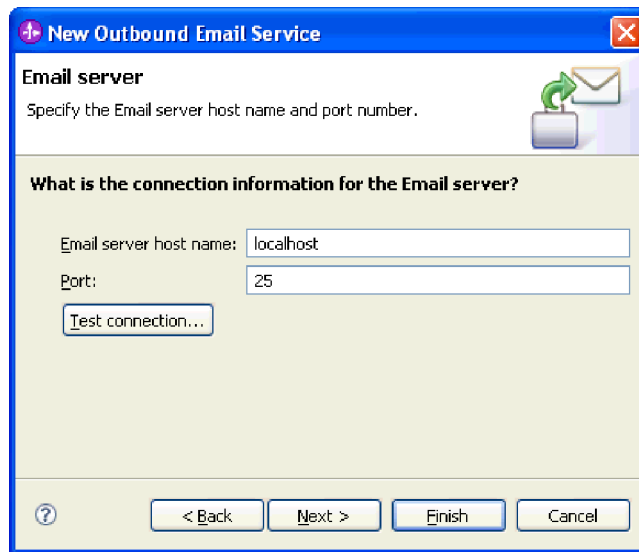 New Outbound Email Service
Email server
Specify the Email server host name and port number.
What is the connection information for the Email server?
Email server host name: localhost
Port: 25
Test connection...
? < Back Next > Finish Cancel